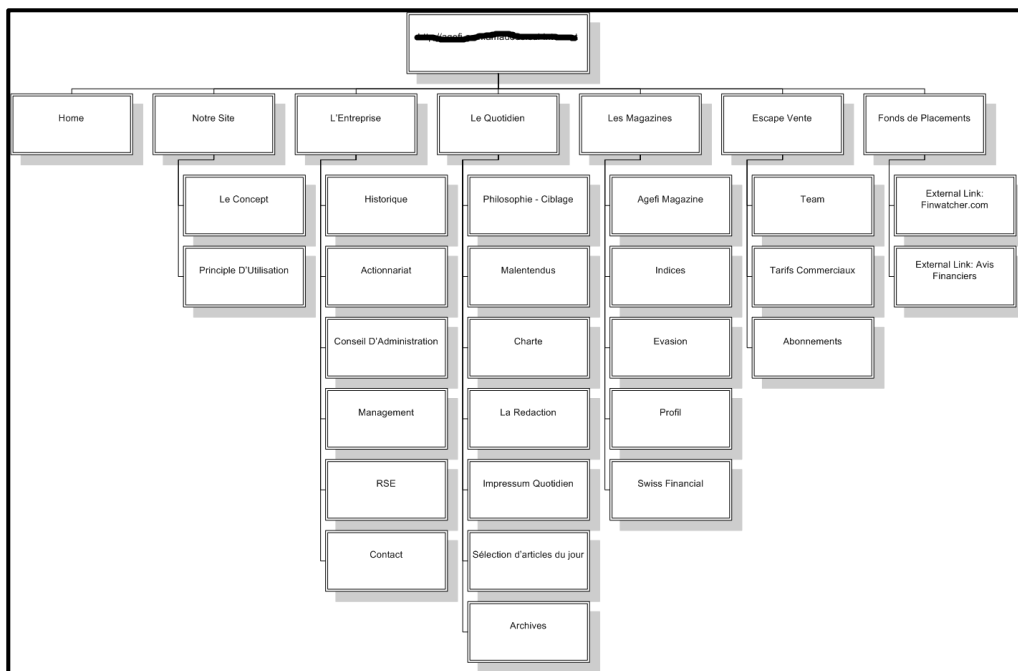 Home
Notre Site
L'Entreprise
Le Quotidien
Les Magazines
Escape Vente
Fonds de Placements
Le Concept
Historique
Philosophie - Ciblage
Agefi Magazine
Team
External Link:
Finwatcher.com
Principle D'Utilisation
Actionnariat
Malentendus
Indices
Tarifs Commerciaux
External Link: Avis
Financiers
Conseil D'Administration
Charte
Evasion
Abonnements
Management
La Redaction
Profil
RSE
Impressum Quotidien
Swiss Financial
Contact
Sélection d'articles du jour
Archives